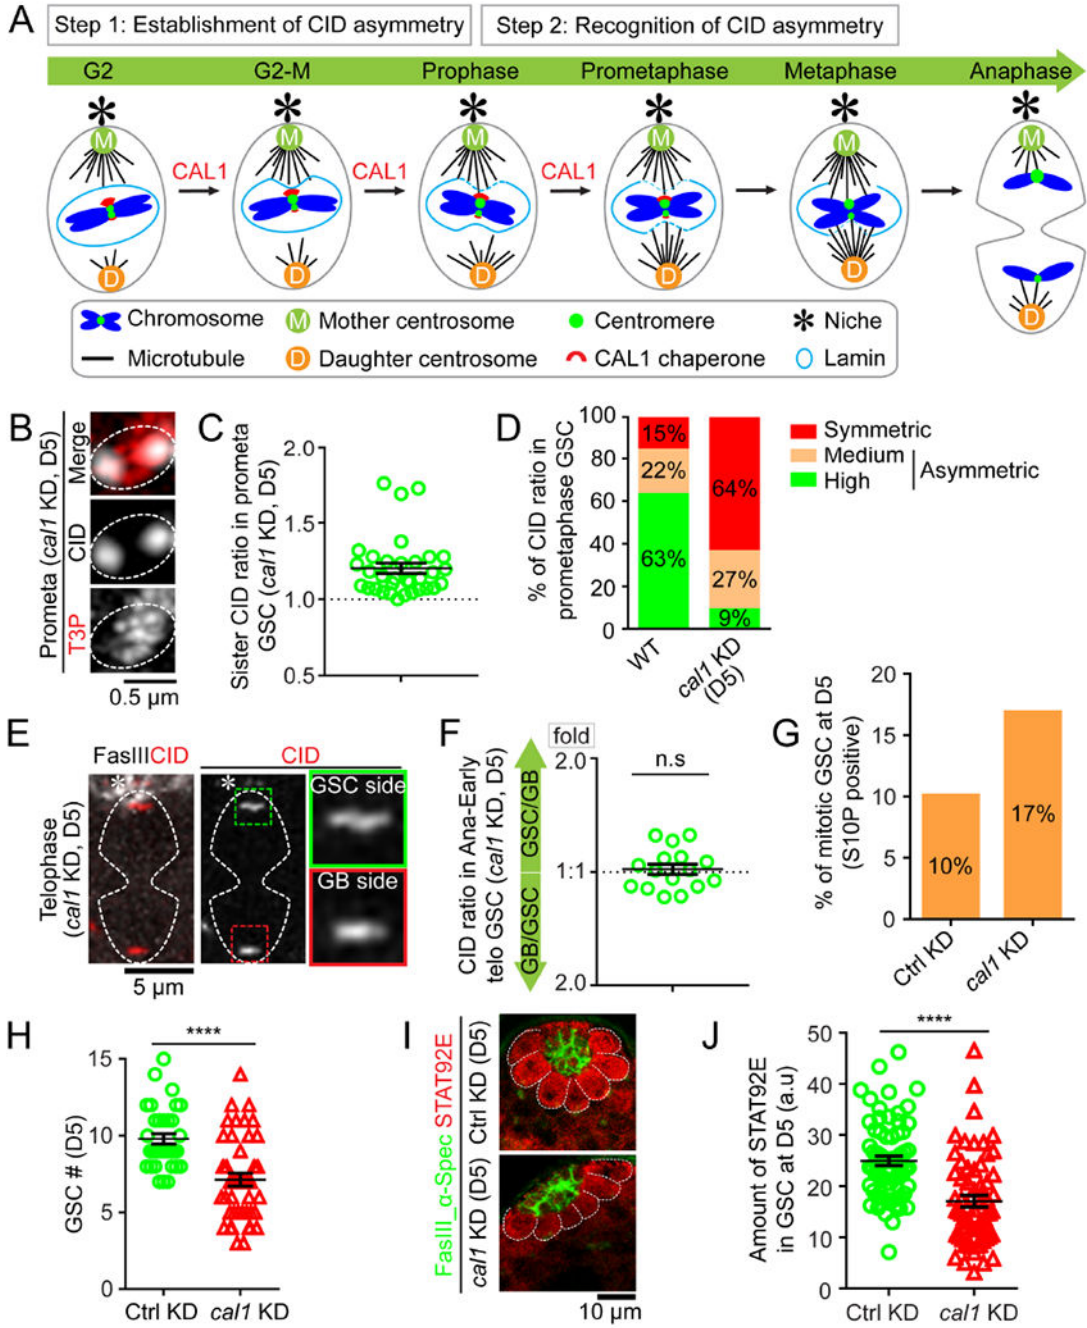 A
Step 1: Establishment of CID asymmetry
Step 2: Recognition of CID asymmetry
G2 G2-M Prophase Prometaphase Metaphase Anaphase
* * * * * *
M M M M M M
CAL1 CAL1 CAL1
D D D D D D
Chromosome M Mother centrosome Centromere * Niche
Microtubule D Daughter centrosome CAL1 chaperone Lamin
B
Prometa (cal1 KD, D5)
Merge
CID
T3P
0.5 µm
C
Sister CID ratio in prometa
GSC (cal1 KD, D5)
2.0
1.5
1.0
0.5
D
% of CID ratio in
prometaphase GSC
100
80
60
40
20
0
15%
22%
63%
64%
27%
9%
WT
cal1 KD
(D5)
Symmetric
Medium
High
Asymmetric
E
Telophase
(cal1 KD, D5)
FasIIICID
CID
*
*
GSC side
GB side
5 µm
F
CID ratio in Ana-Early
telo GSC (cal1 KD, D5)
fold
GSC/GB
GB/GSC
2.0
1:1
2.0
n.s
G
% of mitotic GSC at D5
(S10P positive)
20
15
10
5
0
10%
17%
Ctrl KD
cal1 KD
H
GSC # (D5)
15
10
5
0
****
Ctrl KD
cal1 KD
I
FasIII_α-Spec STAT92E
Ctrl KD (D5)
cal1 KD (D5)
10 µm
J
Amount of STAT92E
in GSC at D5 (a.u)
50
40
30
20
10
0
****
Ctrl KD
cal1 KD